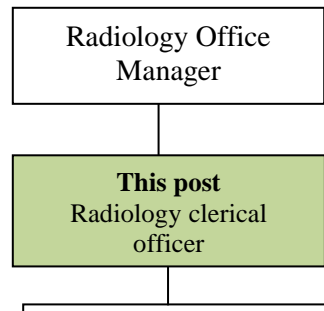 Radiology Office
Manager
This post
Radiology clerical
officer